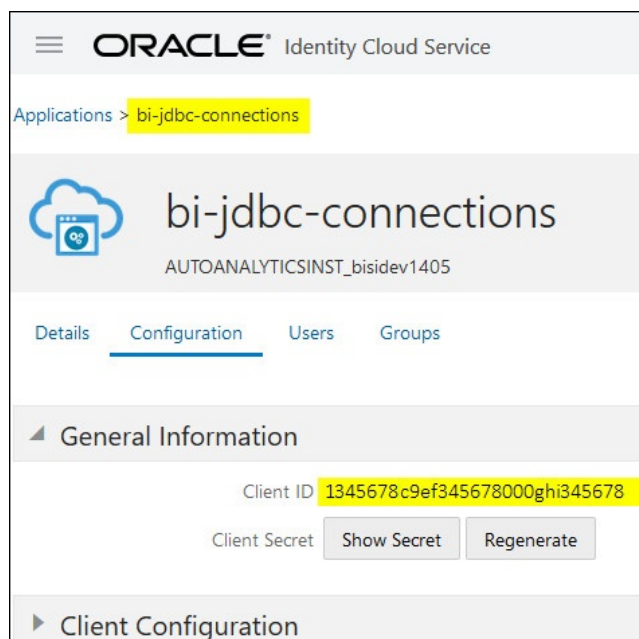 ORACLE® Identity Cloud Service
Applications > bi-jdbc-connections
bi-jdbc-connections
AUTOANALYTICSINST_bisidev1405
Details Configuration Users Groups
General Information
Client ID 1345678c9ef345678000ghi345678
Client Secret Show Secret Regenerate
Client Configuration